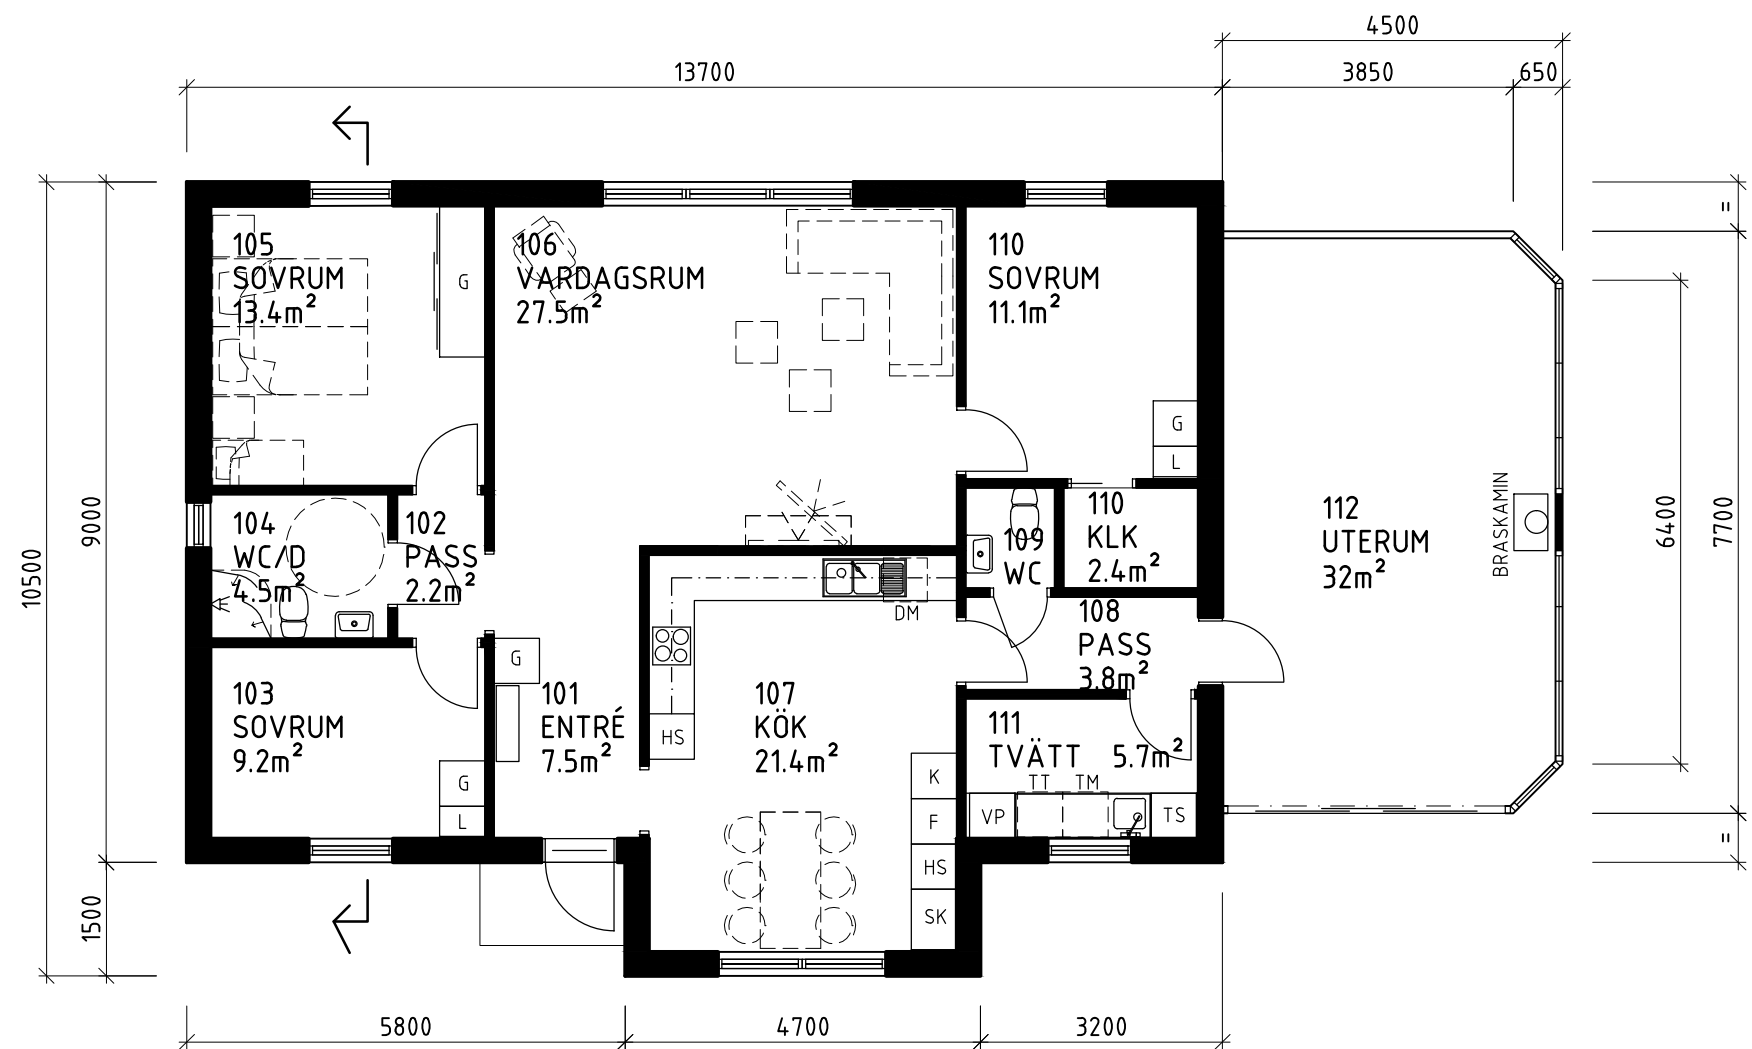 4500
13700
3850
650
=
105
SOVRUM
13.4m²
G
106
VARDAGSRUM
27.5m²
110
SOVRUM
11.1m²
G
L
9000
10500
104
WC/D
4.5m²
102
PASS
2.2m²
109
WC
110
KLK
2.4m²
112
UTERUM
32m²
BRASKAMIN
6400
7700
DM
108
PASS
3.8m²
G
103
SOVRUM
9.2m²
G
L
101
ENTRÉ
7.5m²
HS
107
KÖK
21.4m²
K
F
HS
SK
111
TVÄTT 5.7m²
TT TM
VP
TS
=
1500
5800
4700
3200